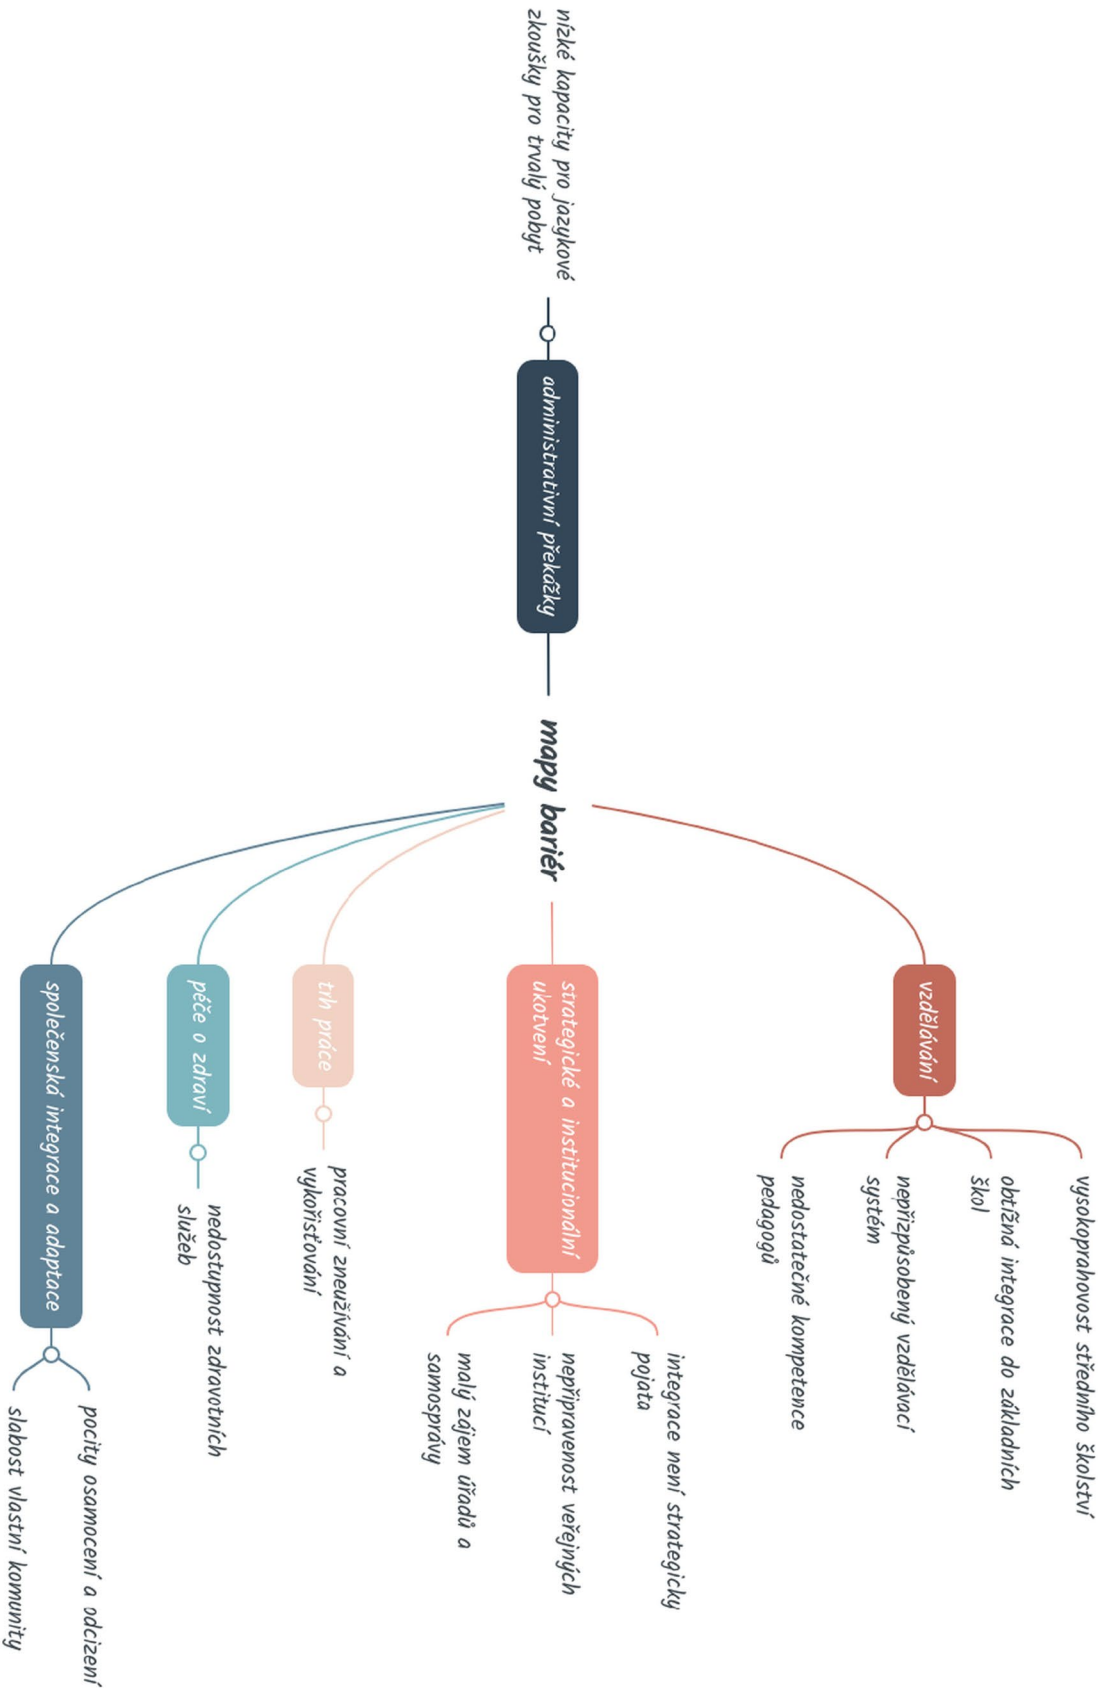 nízké kapacity pro jazykové
zkoušky pro trvalý pobyt
administrativní překážky
mapy bariér
vzdělávání
vysokoprahovost středního školství
obtížná integrace do základních
škol
nepřizpůsobený vzdělávací
systém
nedostatečné kompetence
pedagogů
strategické a institucionální
ukotvení
integrace není strategicky
pojata
nepřipravenost veřejných
institucí
malý zájem úřadů a
samosprávy
trh práce
pracovní zneužívání a
vykořisťování
péče o zdraví
nedostupnost zdravotních
služeb
společenská integrace a adaptace
pocity osamocení a odcizení
slabost vlastní komunity